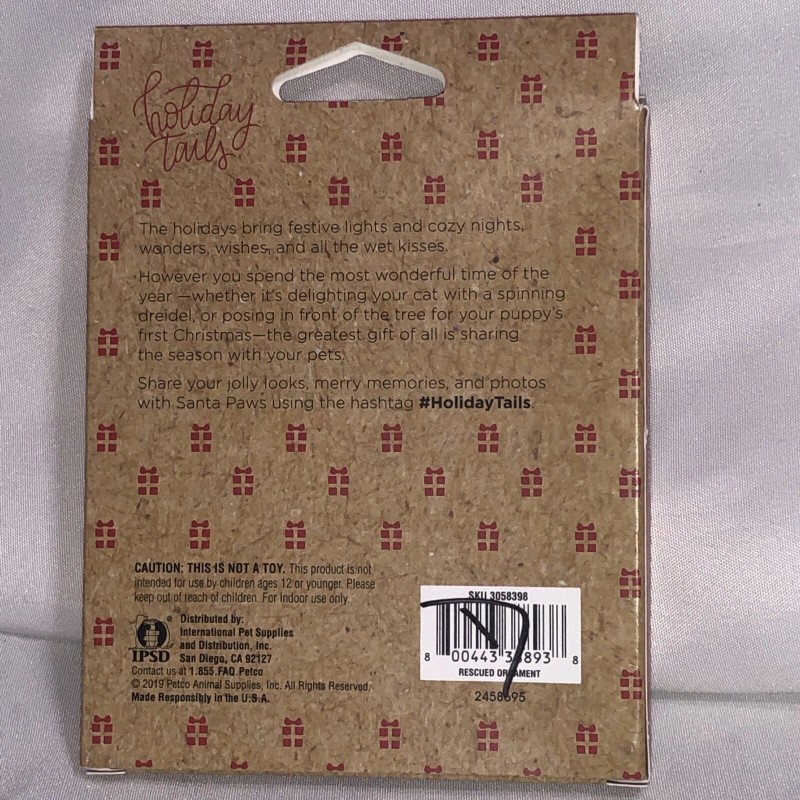 holiday
tails
The holidays bring festive lights and cozy nights,
wonders, wishes, and all the wet kisses.
However you spend the most wonderful time of the
year —whether it's delighting your cat with a spinning
dreidel, or posing in front of the tree for your puppy's
first Christmas—the greatest gift of all is sharing
the season with your pets.
Share your jolly looks, merry memories, and photos
with Santa Paws using the hashtag #HolidayTails.
CAUTION: THIS IS NOT A TOY. This product is not
intended for use by children ages 12 or younger. Please
keep out of reach of children. For Indoor use only.
IPSD
Distributed by:
International Pet Supplies
and Distribution, Inc.
San Diego, CA 92127
Contact us at 1.855.FAQ.Petco
© 2019 Petco Animal Supplies, Inc. All Rights Reserved.
Made Responsibly in the U.S.A.
SKU 3058398
8 00443 893 8
RESCUED